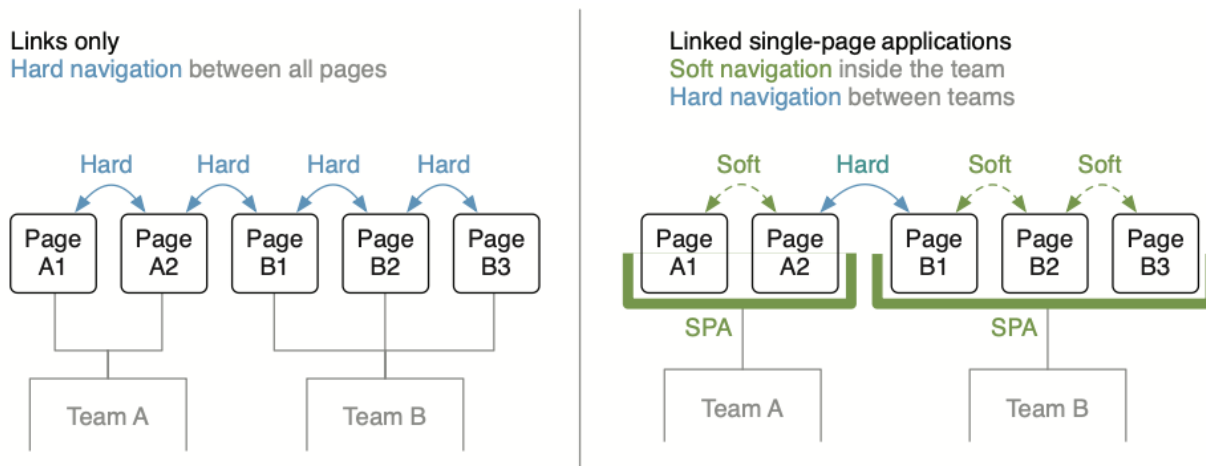 Links only
Hard navigation between all pages
Hard Hard Hard Hard
Page A1
Page A2
Page B1
Page B2
Page B3
Team A
Team B
Linked single-page applications
Soft navigation inside the team
Hard navigation between teams
Soft Hard Soft Soft
Page A1
Page A2
Page B1
Page B2
Page B3
SPA
SPA
Team A
Team B